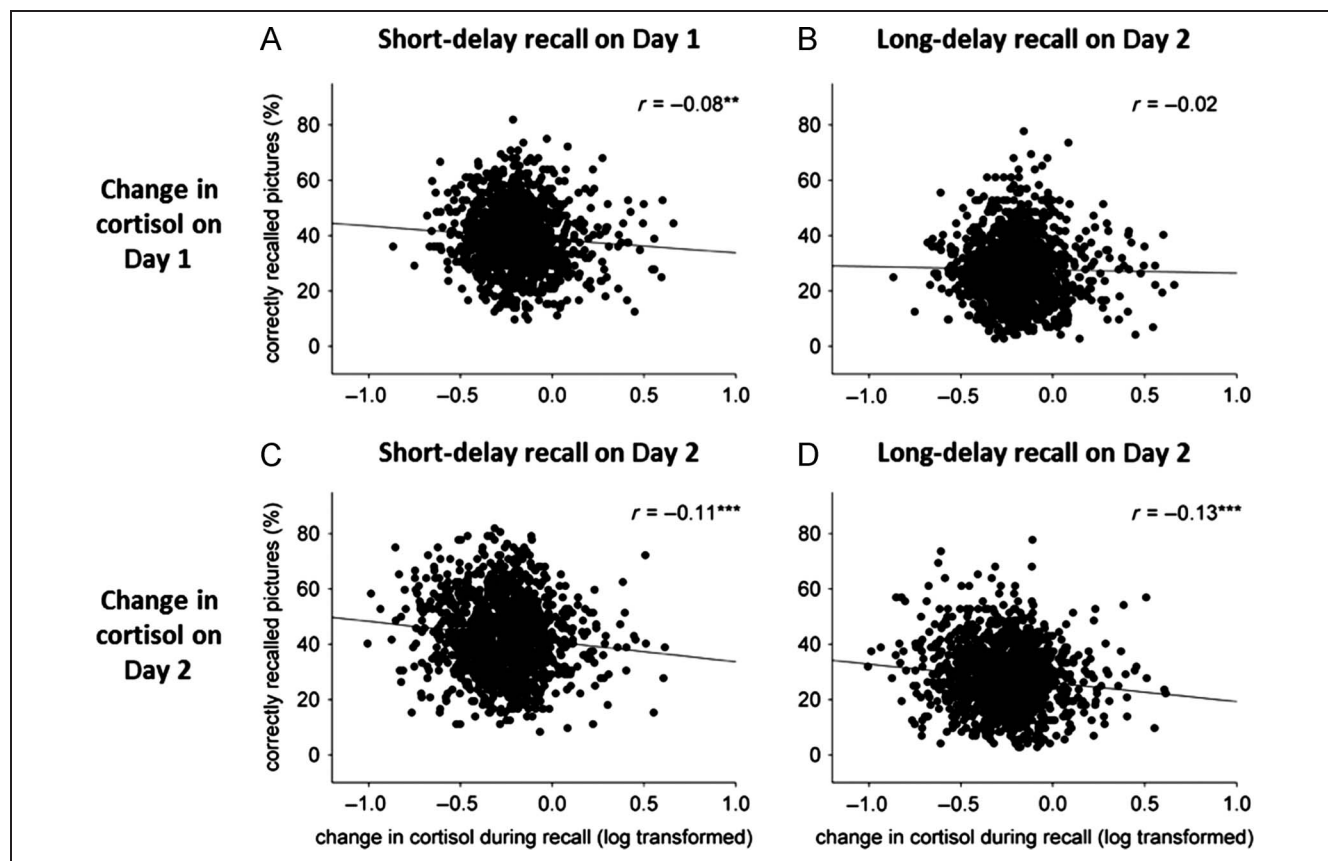 A
Short-delay recall on Day 1
B
Long-delay recall on Day 2
Change in
cortisol on
Day 1
correctly recalled pictures (%)
80
60
40
20
0
r = –0.08**
–1.0 –0.5 0.0 0.5 1.0
80
60
40
20
0
r = –0.02
–1.0 –0.5 0.0 0.5 1.0
C
Short-delay recall on Day 2
D
Long-delay recall on Day 2
Change in
cortisol on
Day 2
correctly recalled pictures (%)
80
60
40
20
0
r = –0.11***
–1.0 –0.5 0.0 0.5 1.0
change in cortisol during recall (log transformed)
80
60
40
20
0
r = –0.13***
–1.0 –0.5 0.0 0.5 1.0
change in cortisol during recall (log transformed)